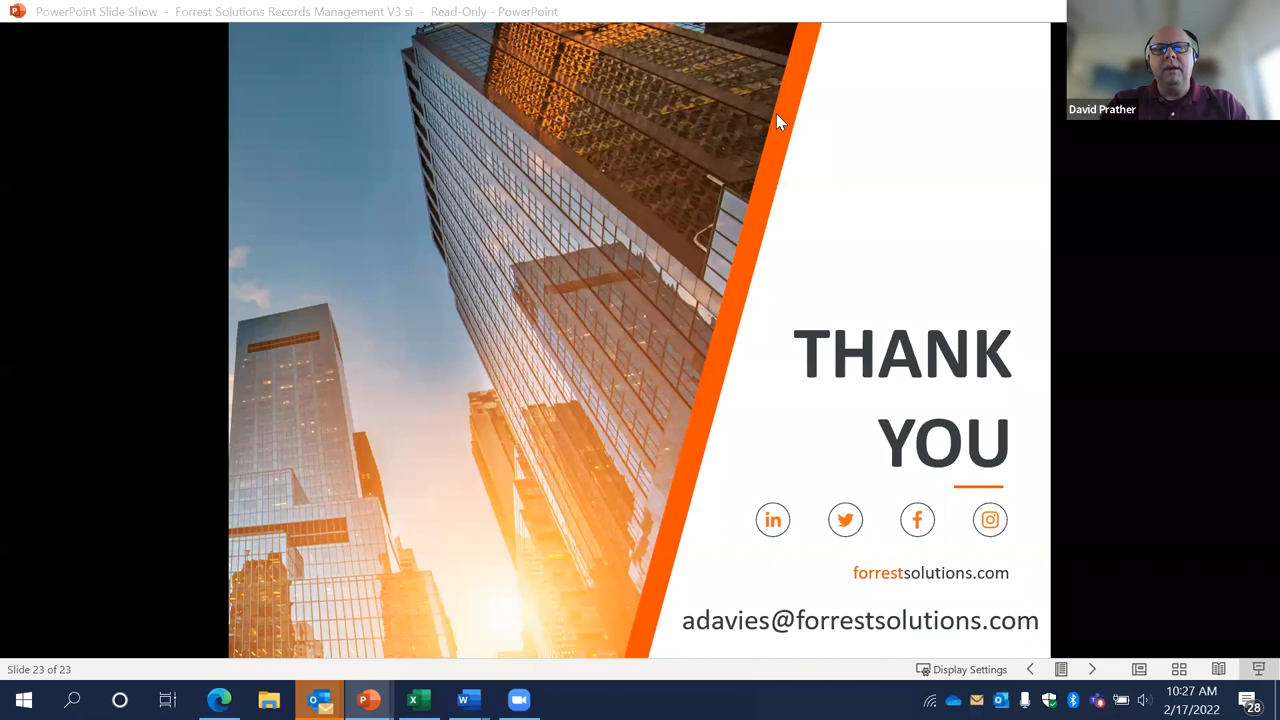 PowerPoint Slide Show - Forrest Solutions Records Management V3 si - Read-Only - PowerPoint
David Prather
THANK
YOU
in
forrestsolutions.com
adavies@forrestsolutions.com
Slide 23 of 23
Display Settings
10:27 AM
2/17/2022
28